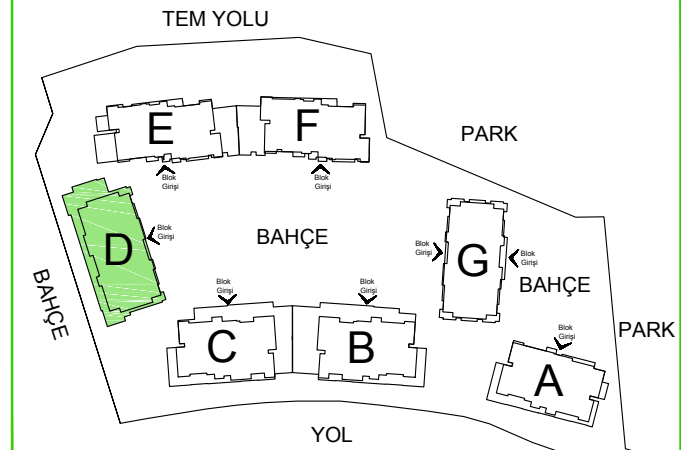 TEM YOLU
E
F
PARK
Blok
Girişi
Blok
Girişi
D
Blok
Girişi
BAHÇE
Blok
Girişi
G
Blok
Girişi
BAHÇE
BAHÇE
Blok
Girişi
Blok
Girişi
C
B
Blok
Girişi
PARK
A
YOL